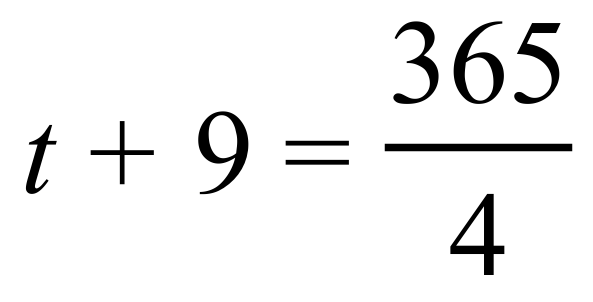 t + 9 = 365/4